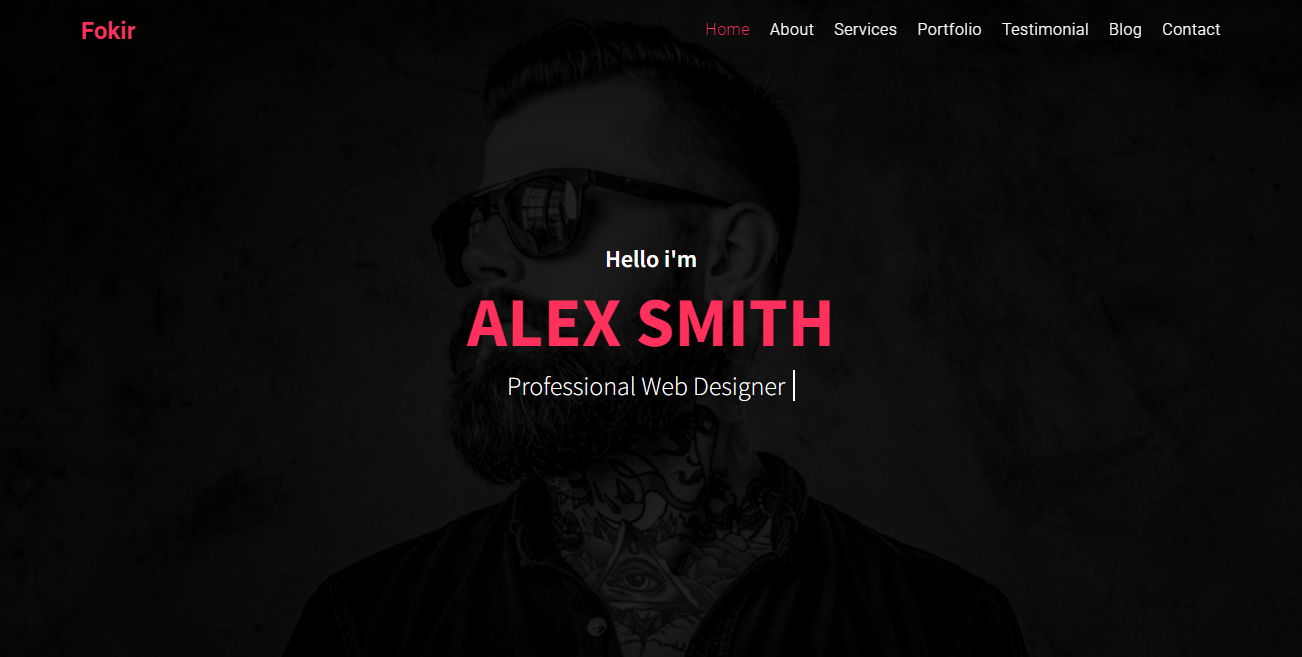 Fokir
Home About Services Portfolio Testimonial Blog Contact
Hello i'm
ALEX SMITH
Professional Web Designer